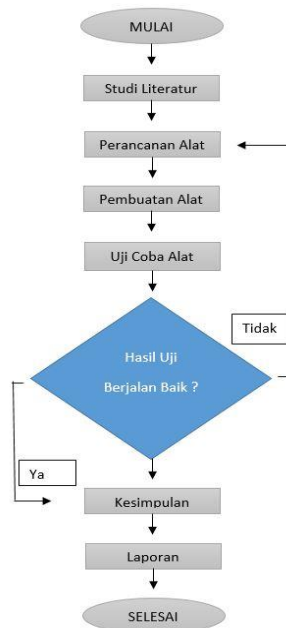 MULAI
Studi Literatur
Perancanan Alat
Pembuatan Alat
Uji Coba Alat
Tidak
Hasil Uji
Berjalan Baik ?
Ya
Kesimpulan
Laporan
SELESAI